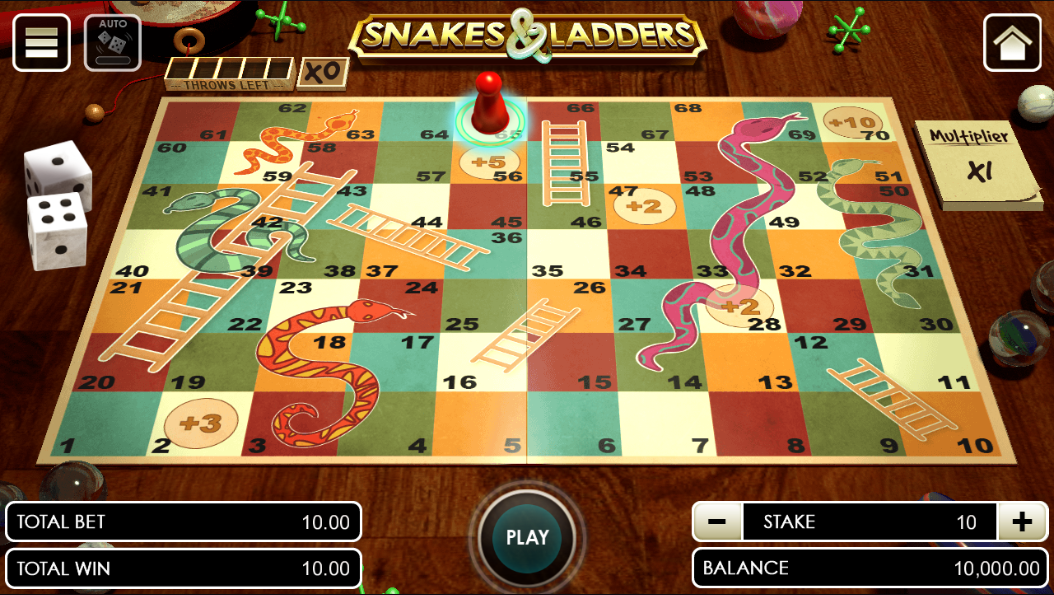 AUTO
SNAKES & LADDERS
THROWS LEFT
X0
62 66 68
61 63 64 65 67 69 +10 70
60 58 +5 54
59 57 56 55 53 52 51
41 43 47 48 50
42 44 45 46 +2 49
36
40 39 38 37 35 34 33 32 31
21 23 24 26 +2
22 25 27 28 29 30
18 17 12
20 19 16 15 14 13 11
+3
1 2 3 4 5 6 7 8 9 10
Multiplier
X1
TOTAL BET 10.00
TOTAL WIN 10.00
PLAY
− STAKE 10 +
BALANCE 10,000.00